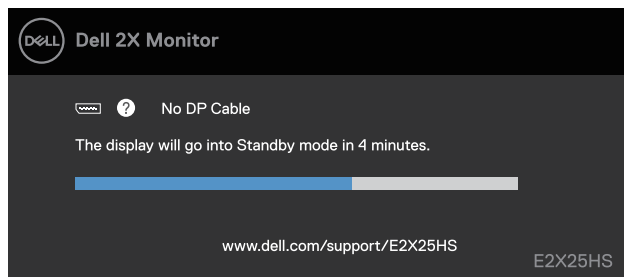 DELL Dell 2X Monitor
? No DP Cable
The display will go into Standby mode in 4 minutes.
www.dell.com/support/E2X25HS
E2X25HS